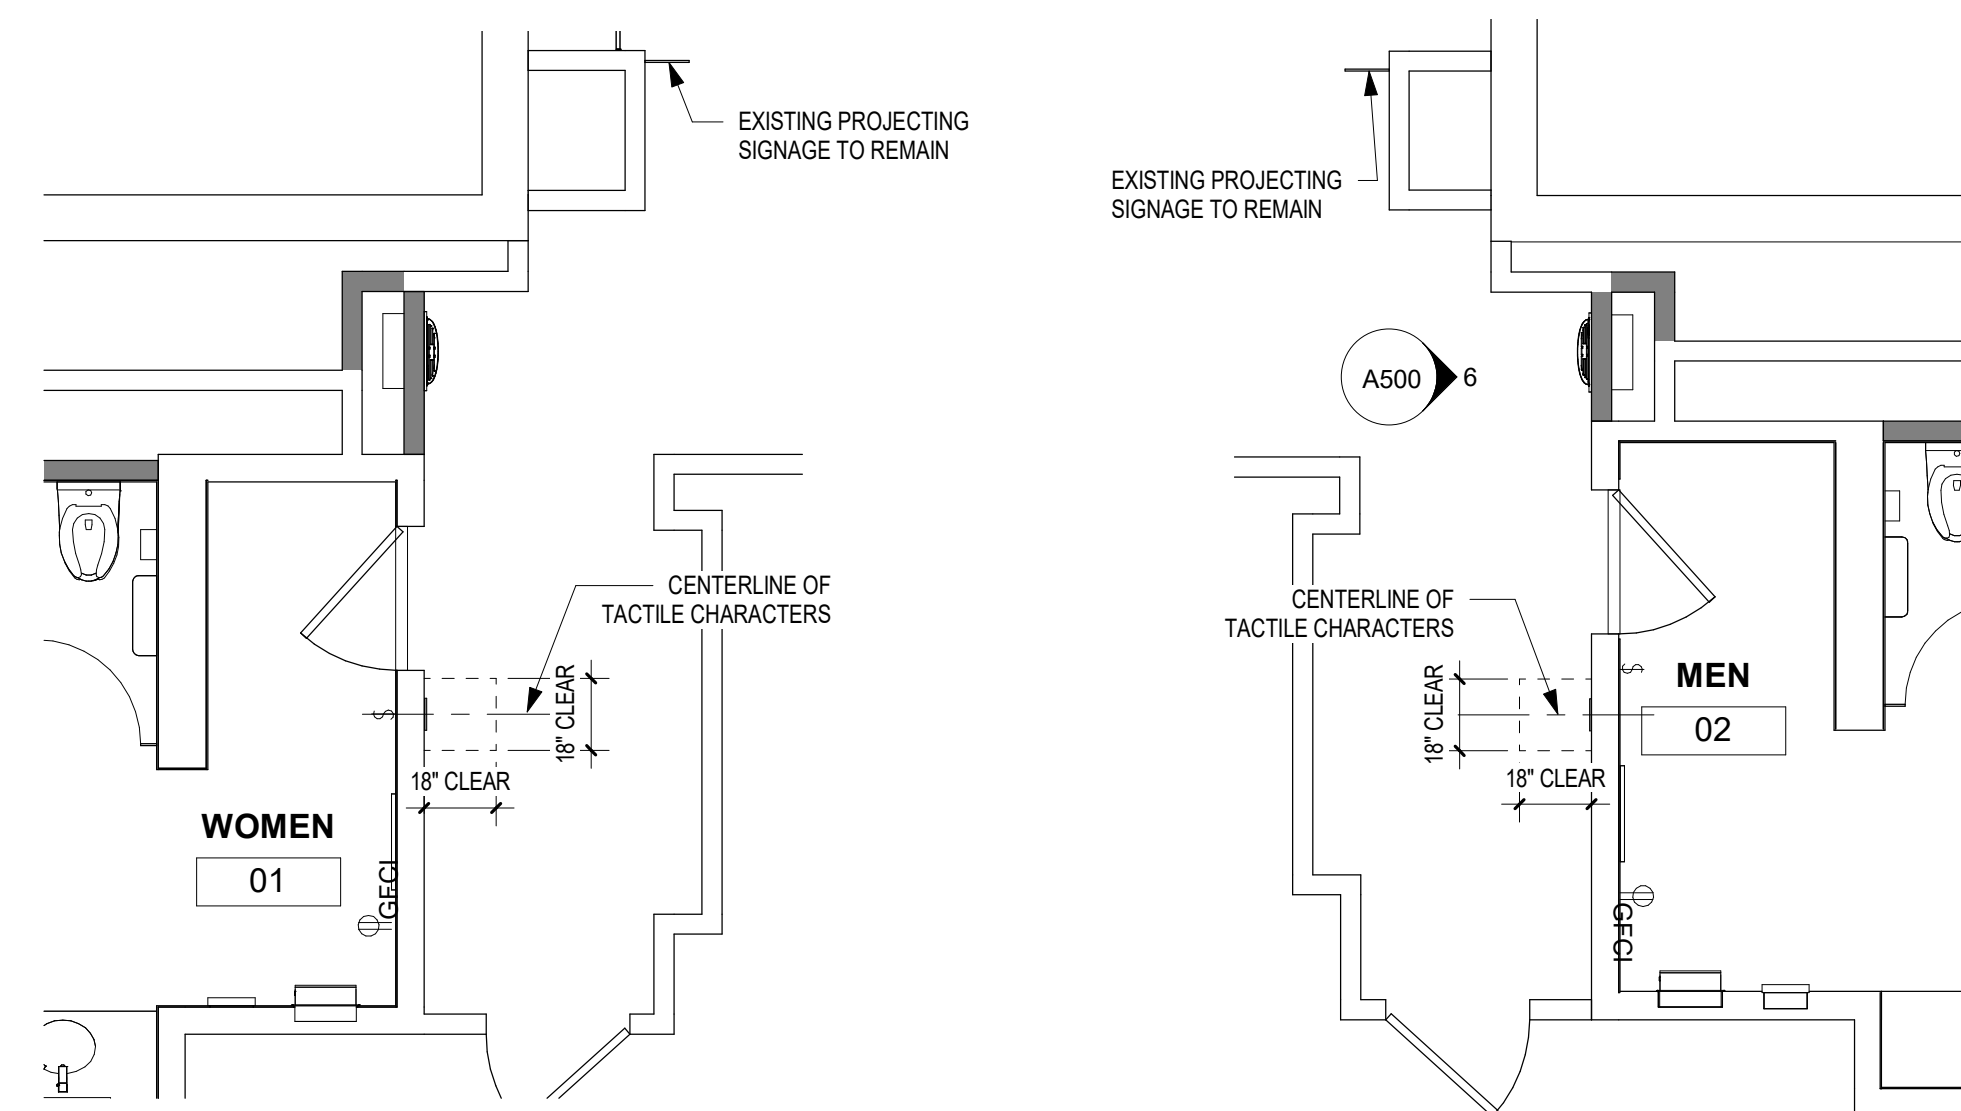 EXISTING PROJECTING
SIGNAGE TO REMAIN
EXISTING PROJECTING
SIGNAGE TO REMAIN
A500
6
CENTERLINE OF
TACTILE CHARACTERS
18" CLEAR
18" CLEAR
WOMEN
01
GFCI
CENTERLINE OF
TACTILE CHARACTERS
18" CLEAR
18" CLEAR
MEN
02
GFCI